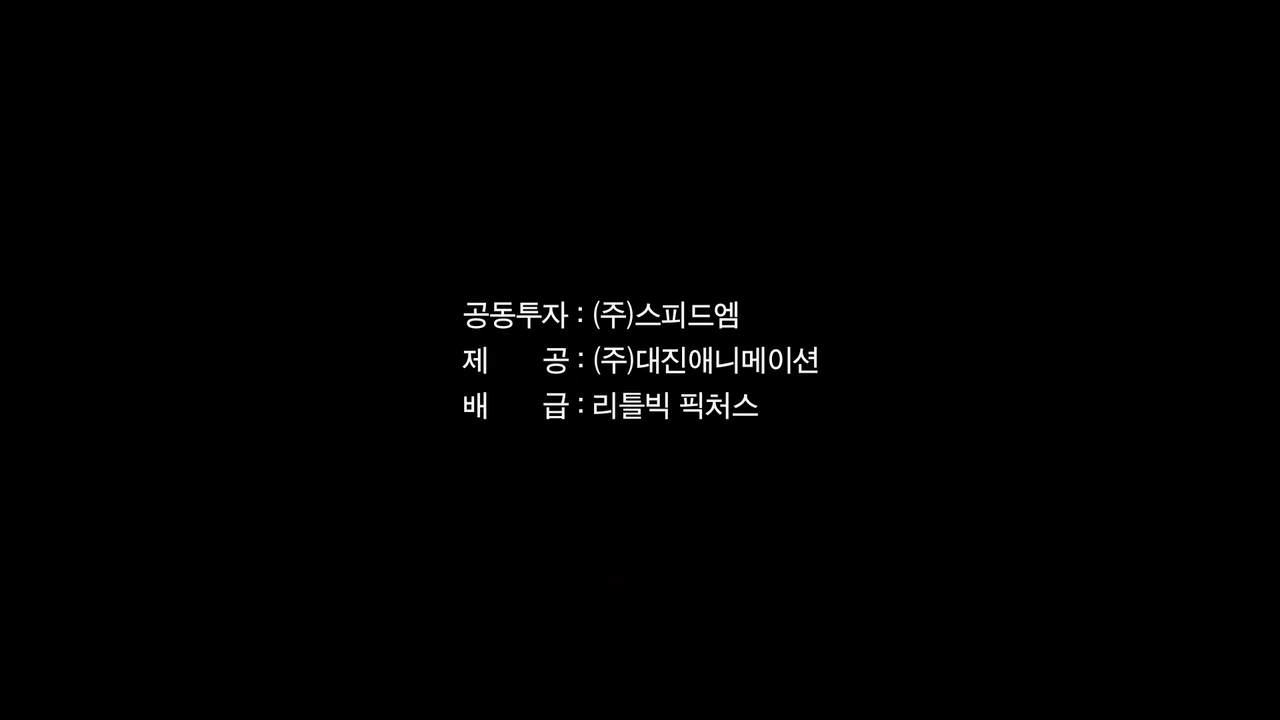 공동투자 : (주)스피드엠
제 공 : (주)대진애니메이션
배 급 : 리틀빅 픽처스